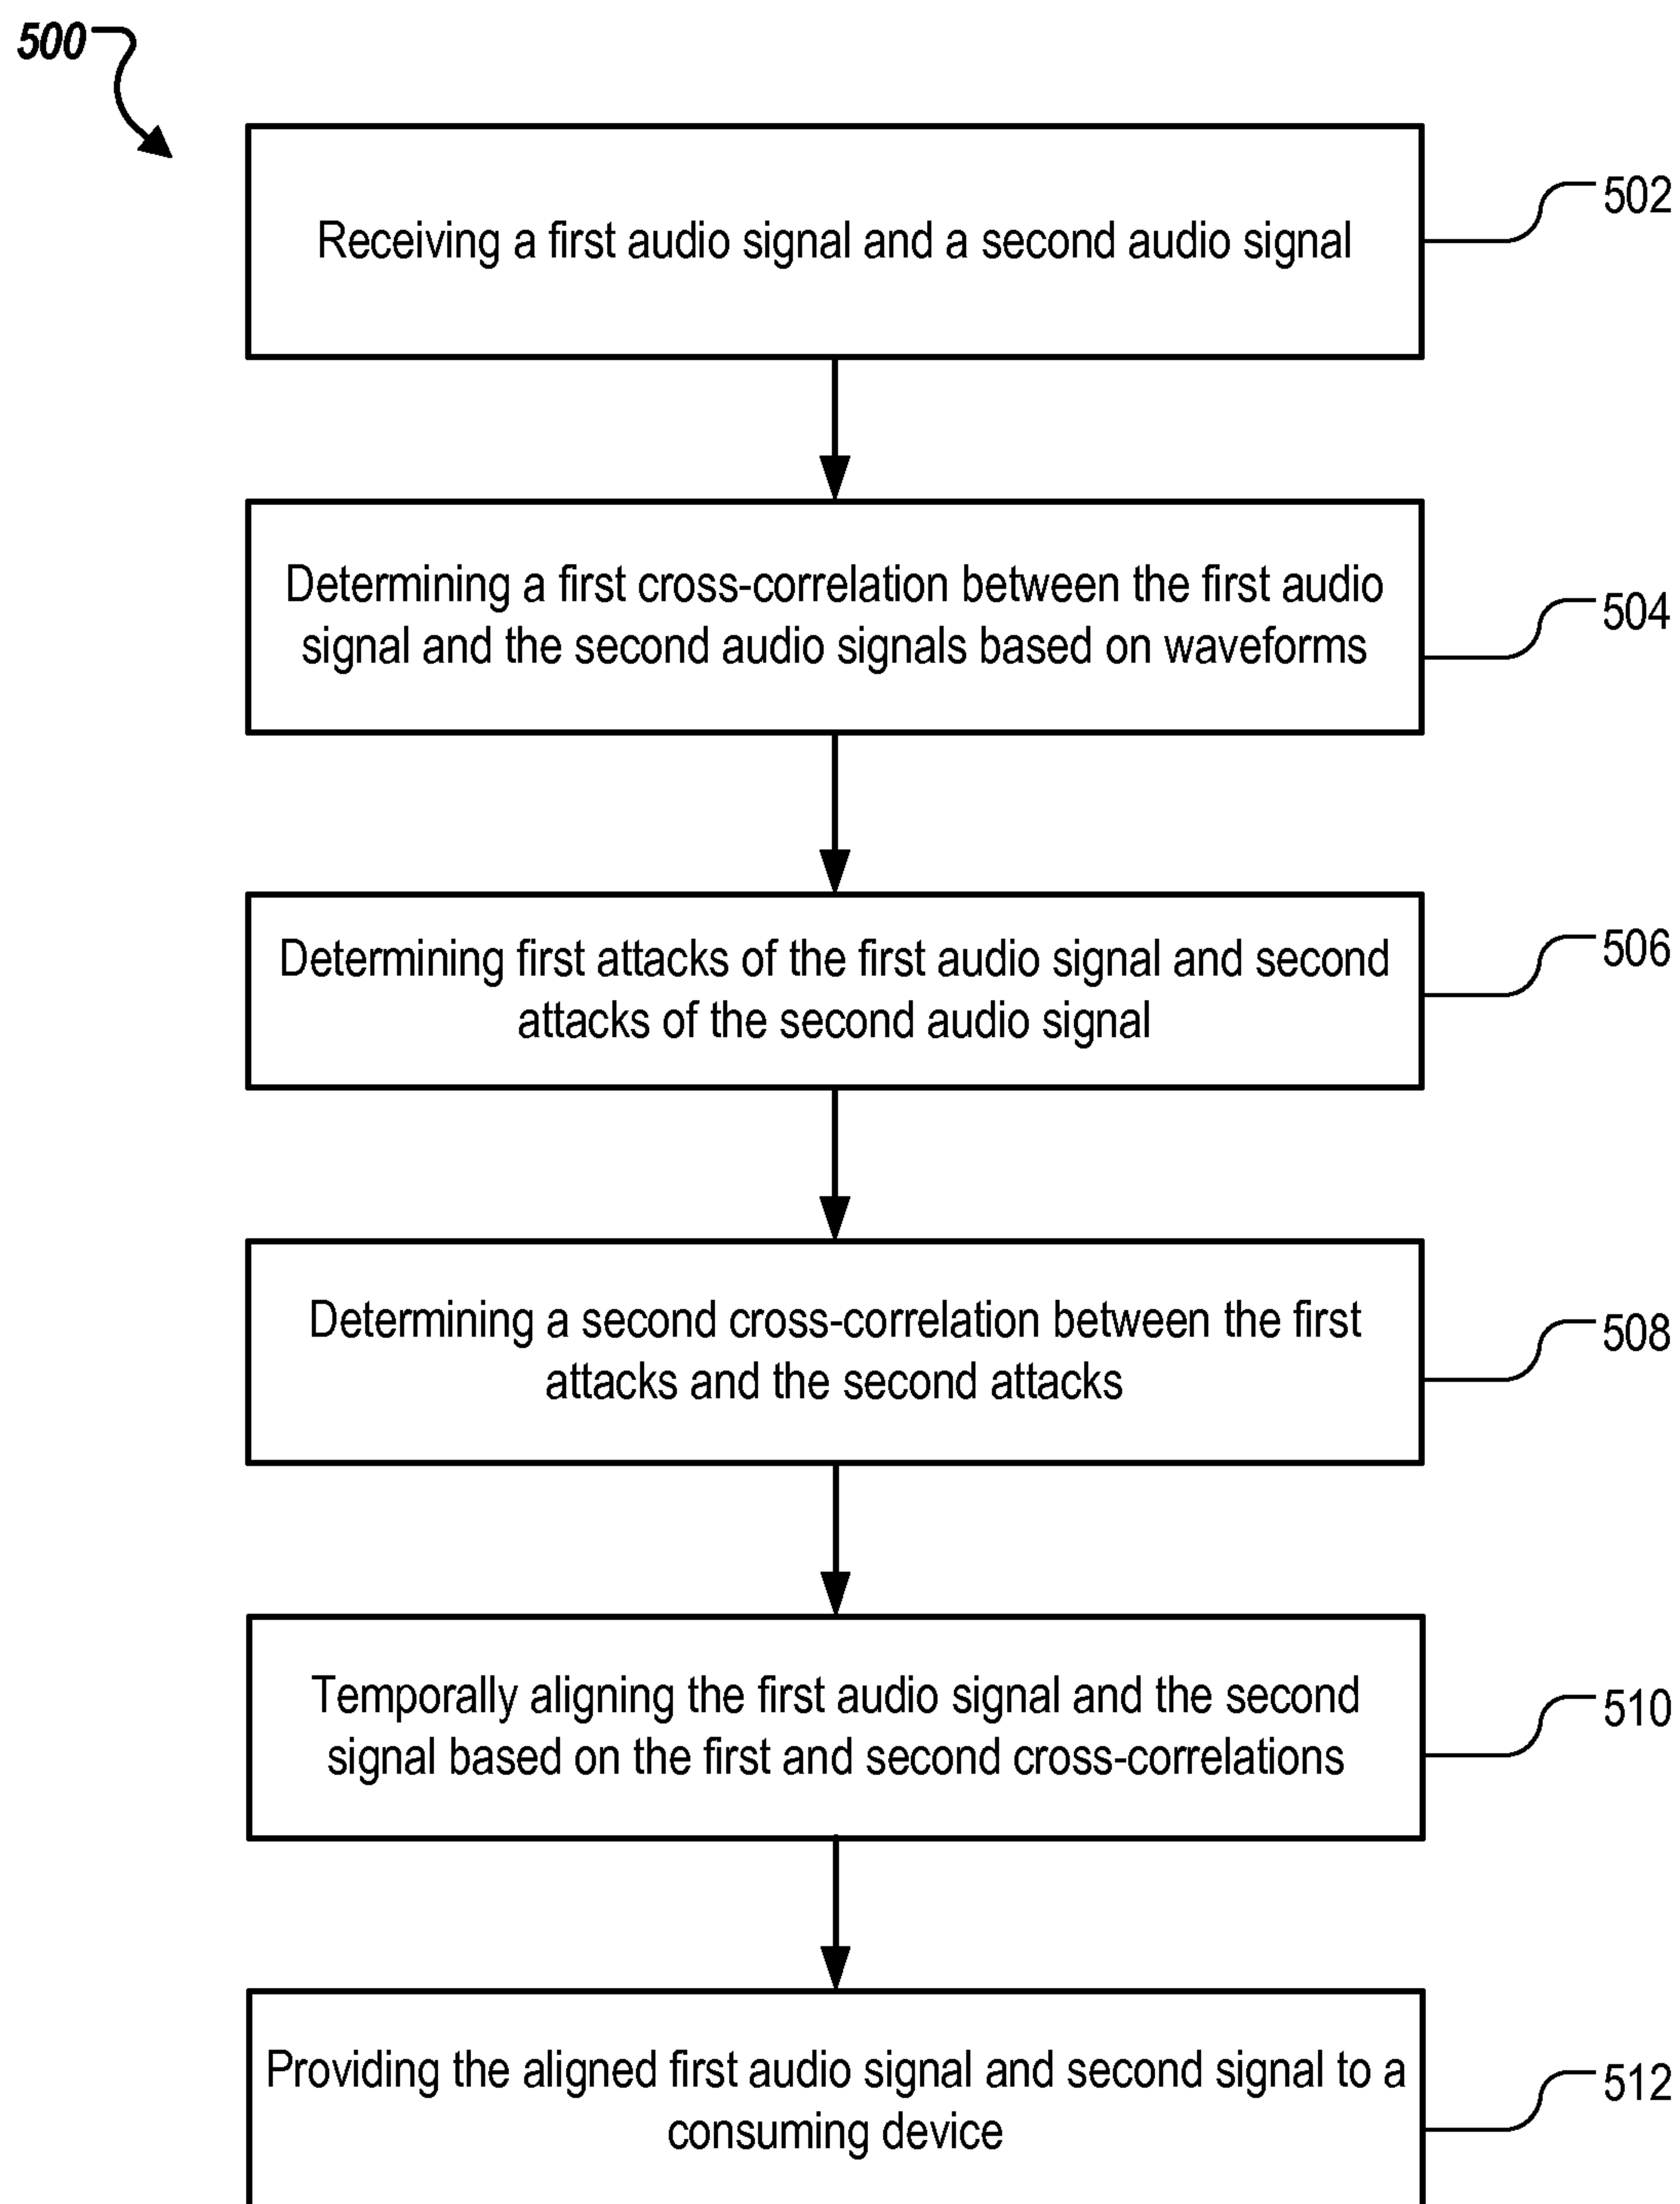 500
Receiving a first audio signal and a second audio signal
502
Determining a first cross-correlation between the first audio
signal and the second audio signals based on waveforms
504
Determining first attacks of the first audio signal and second
attacks of the second audio signal
506
Determining a second cross-correlation between the first
attacks and the second attacks
508
Temporally aligning the first audio signal and the second
signal based on the first and second cross-correlations
510
Providing the aligned first audio signal and second signal to a
consuming device
512